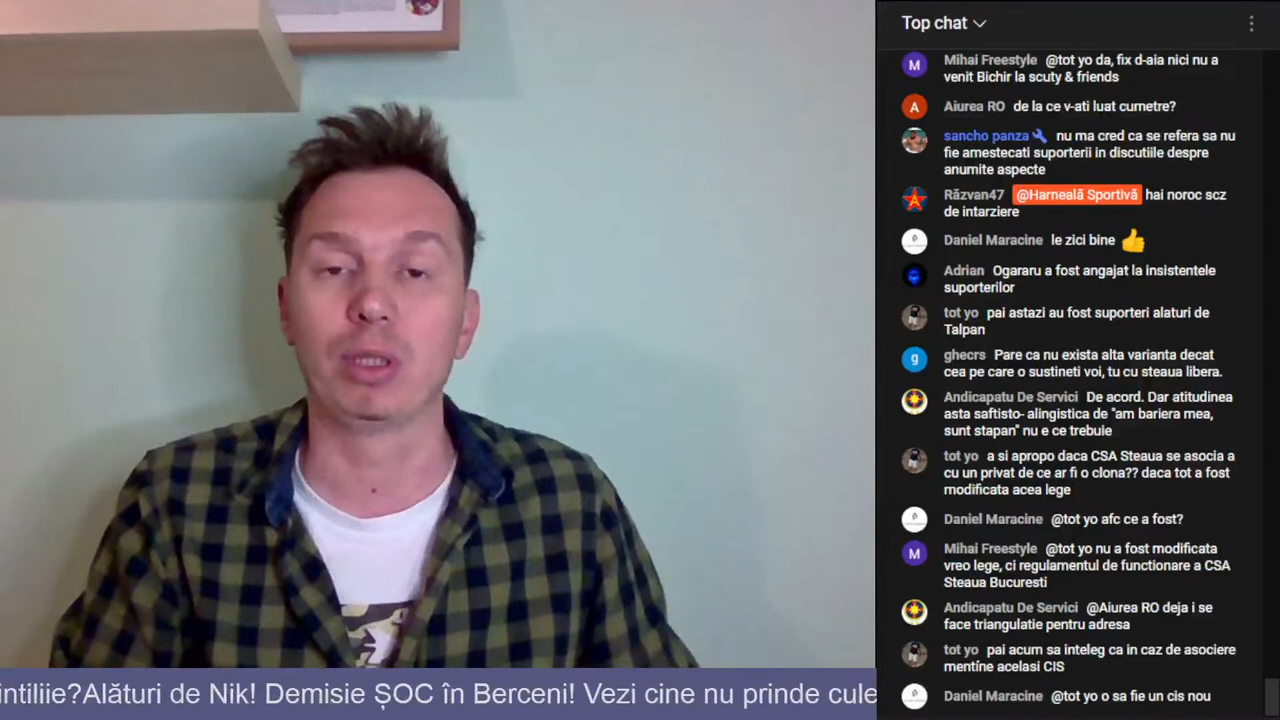 Top chat
Mihai Freestyle @tot yo da, fix d-aia nici nu a
venit Bichir la scuty & friends
Aiurea RO de la ce v-ati luat cumetre?
sancho panza nu ma cred ca se refera sa nu
fie amestecati suporterii in discutiile despre
anumite aspecte
Răzvan47 @Harneală Sportivă hai noroc scz
de intarziere
Daniel Maracine le zici bine
Adrian Ogararu a fost angajat la insistentele
suporterilor
tot yo pai astazi au fost suporteri alaturi de
Talpan
ghecrs Pare ca nu exista alta varianta decat
cea pe care o sustineti voi, tu cu steaua libera.
Andicapatu De Servici De acord. Dar atitudinea
asta saftisto- alingistica de "am bariera mea,
sunt stapan" nu e ce trebuie
tot yo a si apropo daca CSA Steaua se asocia a
cu un privat de ce ar fi o clona?? daca tot a fost
modificata acea lege
Daniel Maracine @tot yo afc ce a fost?
Mihai Freestyle @tot yo nu a fost modificata
vreo lege, ci regulamentul de functionare a CSA
Steaua Bucuresti
Andicapatu De Servici @Aiurea RO deja i se
face triangulatie pentru adresa
tot yo pai acum sa inteleg ca in caz de asociere
mentíne acelasi CIS
Daniel Maracine @tot yo o sa fie un cis nou
intiliie?Alături de Nik! Demisie ȘOC în Berceni! Vezi cine nu prinde cule